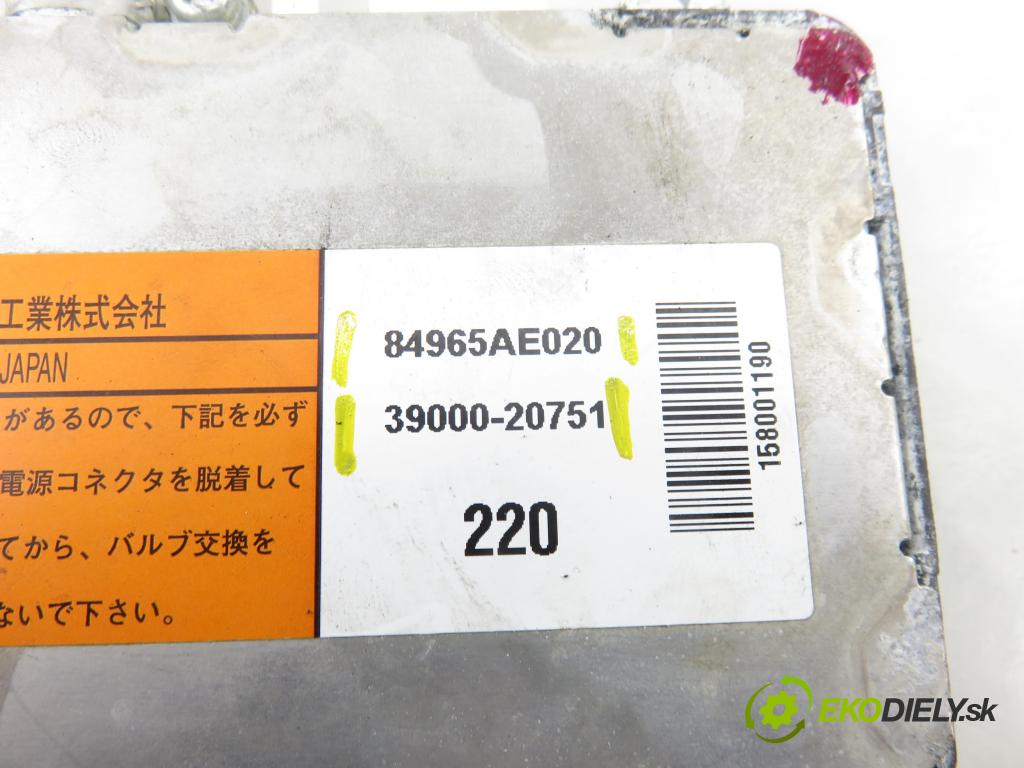 工業株式会社
JAPAN
があるので、下記を必ず
電源コネクタを脱着して
てから、バルブ交換を
ないで下さい。
84965AE020
39000-20751
220
158001190
EKODIELY.sk